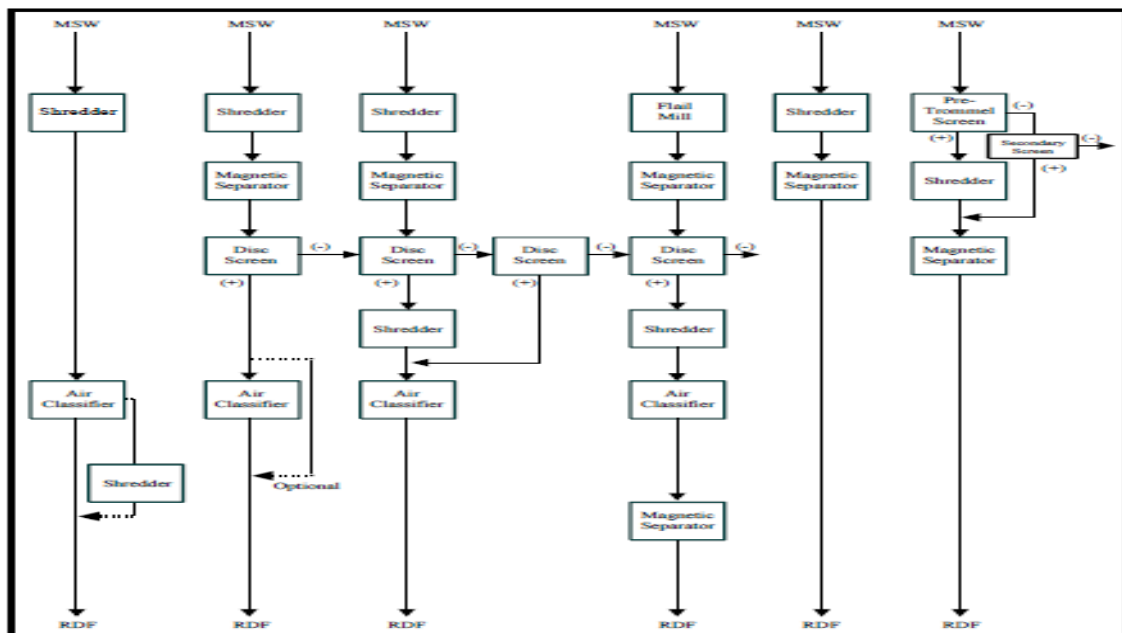 MSW MSW MSW MSW MSW MSW
Shredder Shredder Shredder Flail Shredder Pre- (-)
Mill Trommel
Screen
(+) Secondary (-)
Screen
Magnetic Magnetic Magnetic Magnetic (+)
Separator Separator Separator Separator Shredder
Disc (-) Disc (-) Disc (-) Disc (-) Magnetic
Screen Screen Screen Screen Separator
(+) (+) (+) (+)
Shredder Shredder
Air Air Air Air
Classifier Classifier Classifier Classifier
Shredder Optional
Magnetic
Separator
RDF RDF RDF RDF RDF RDF